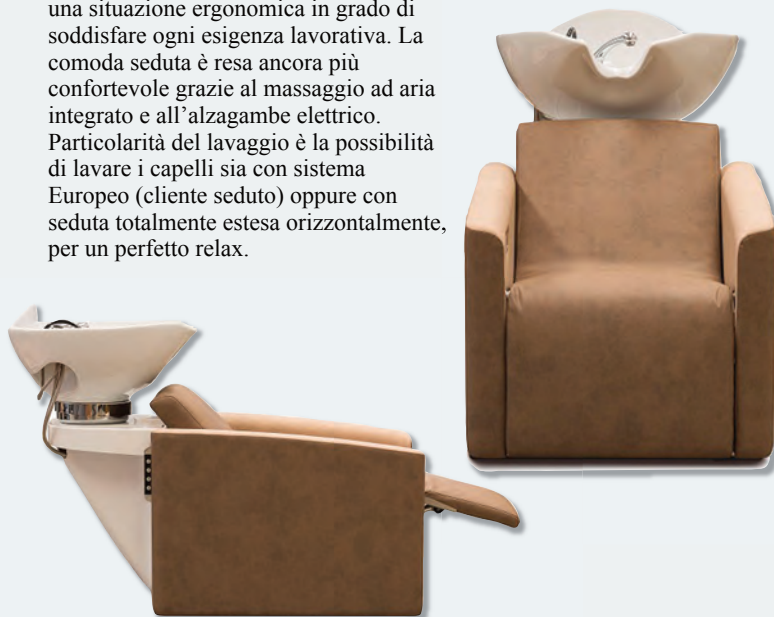 una situazione ergonomica in grado di
soddisfare ogni esigenza lavorativa. La
comoda seduta è resa ancora più
confortevole grazie al massaggio ad aria
integrato e all’alzagambe elettrico.
Particolarità del lavaggio è la possibilità
di lavare i capelli sia con sistema
Europeo (cliente seduto) oppure con
seduta totalmente estesa orizzontalmente,
per un perfetto relax.